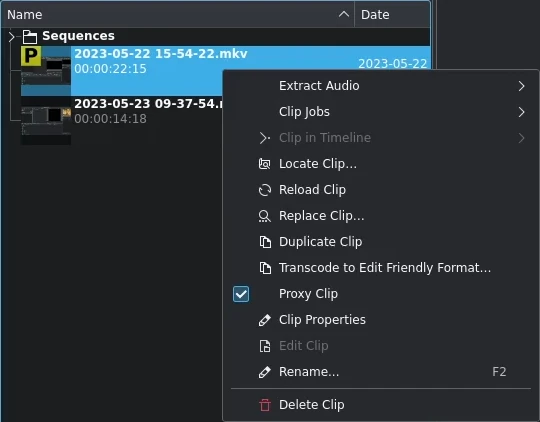 Name Date
Sequences
P
2023-05-22 15-54-22.mkv
00:00:22:15 2023-05-22
2023-05-23 09-37-54.
00:00:14:18
Extract Audio
Clip Jobs
Clip in Timeline
Locate Clip...
Reload Clip
Replace Clip...
Duplicate Clip
Transcode to Edit Friendly Format...
Proxy Clip
Clip Properties
Edit Clip
Rename... F2
Delete Clip